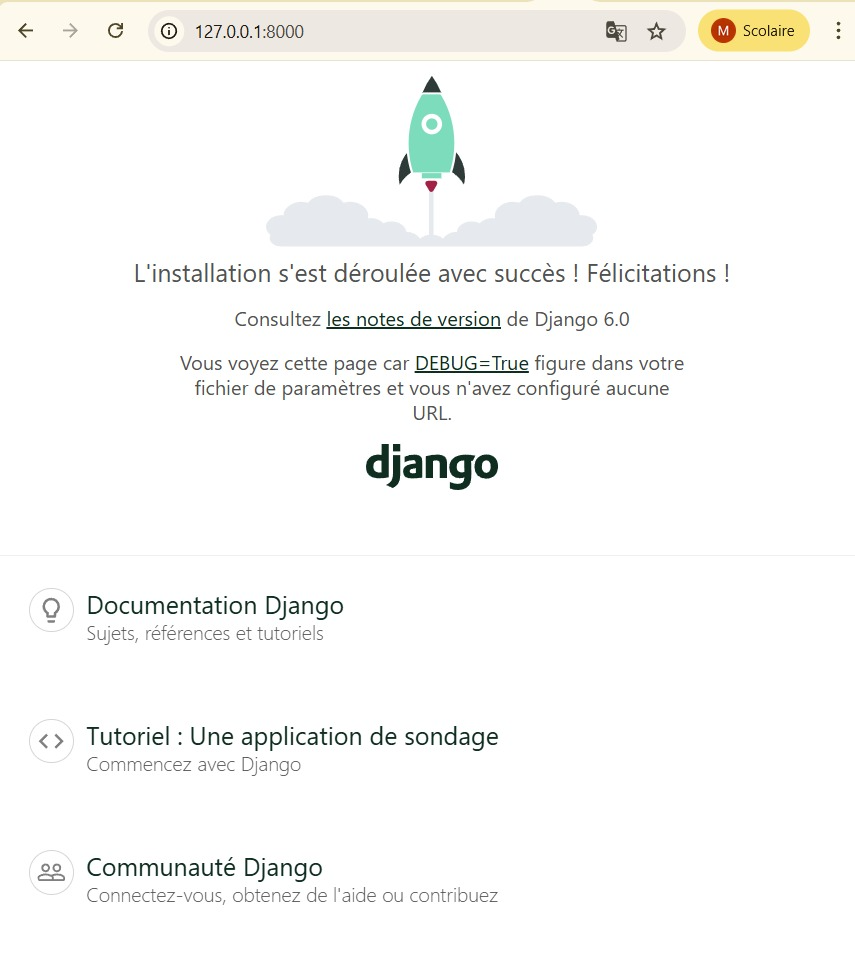 127.0.0.1:8000
M Scolaire
L'installation s'est déroulée avec succès ! Félicitations !
Consultez les notes de version de Django 6.0
Vous voyez cette page car DEBUG=True figure dans votre
fichier de paramètres et vous n'avez configuré aucune
URL.
django
Documentation Django
Sujets, références et tutoriels
Tutoriel : Une application de sondage
Commencez avec Django
Communauté Django
Connectez-vous, obtenez de l'aide ou contribuez